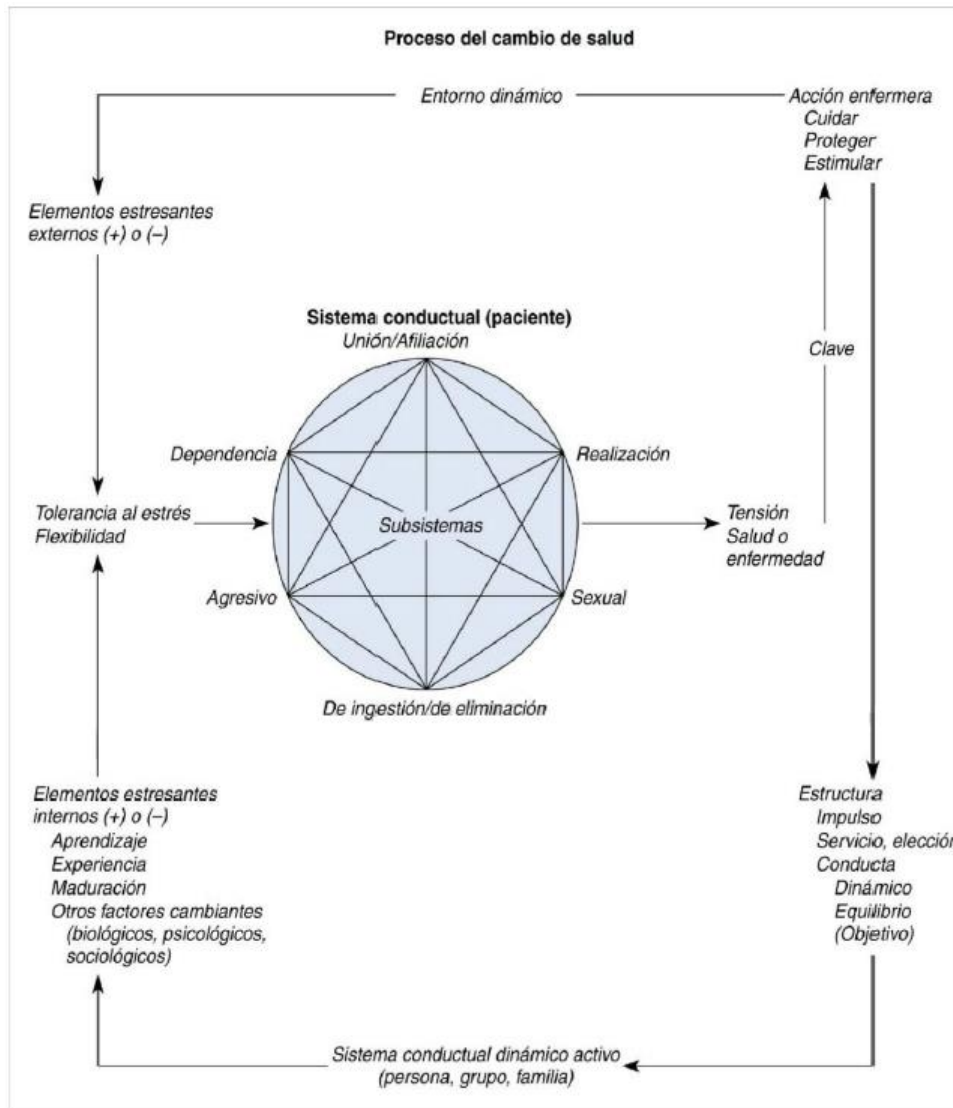 Proceso del cambio de salud
Entorno dinámico
Acción enfermera
Cuidar
Proteger
Estimular
Elementos estresantes
externos (+) o (–)
Sistema conductual (paciente)
Unión/Afiliación
Clave
Dependencia
Realización
Tolerancia al estrés
Flexibilidad
Subsistemas
Tensión
Salud o
enfermedad
Agresivo
Sexual
De ingestión/de eliminación
Elementos estresantes
internos (+) o (–)
Aprendizaje
Experiencia
Maduración
Otros factores cambiantes
(biológicos, psicológicos,
sociológicos)
Estructura
Impulso
Servicio, elección
Conducta
Dinámico
Equilibrio
(Objetivo)
Sistema conductual dinámico activo
(persona, grupo, familia)